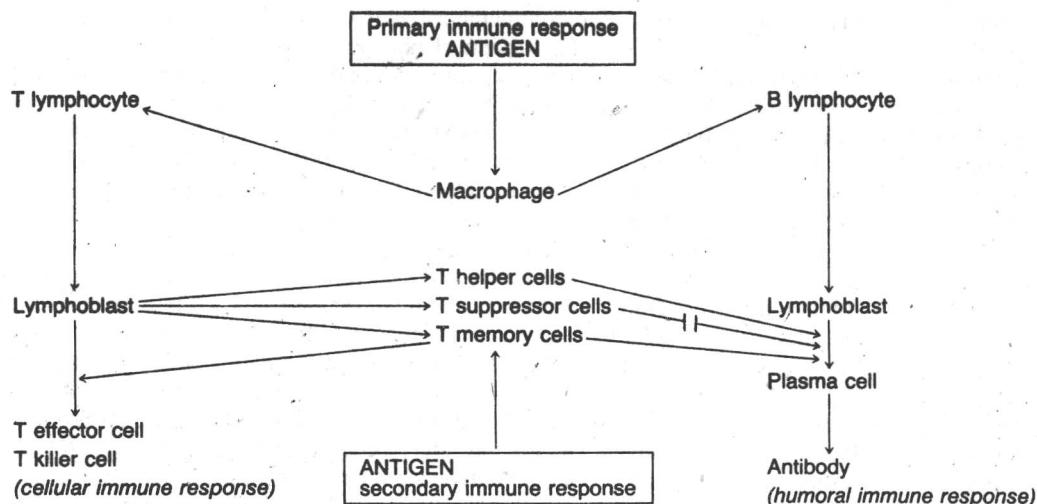 Primary immune response
ANTIGEN
T lymphocyte
B lymphocyte
Macrophage
T helper cells
Lymphoblast
T suppressor cells
Lymphoblast
T memory cells
Plasma cell
T effector cell
T killer cell
(cellular immune response)
ANTIGEN
secondary immune response
Antibody
(humoral immune response)